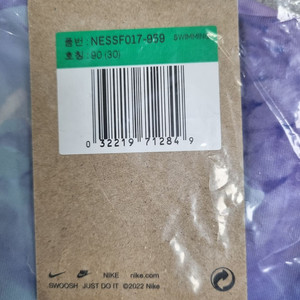 품번 : NESSF017-959 SWIMMING
호칭 : 90 (30)
0 32219 71284 9
NIKE nike.com
SWOOSH JUST DO IT ©2022 Nike